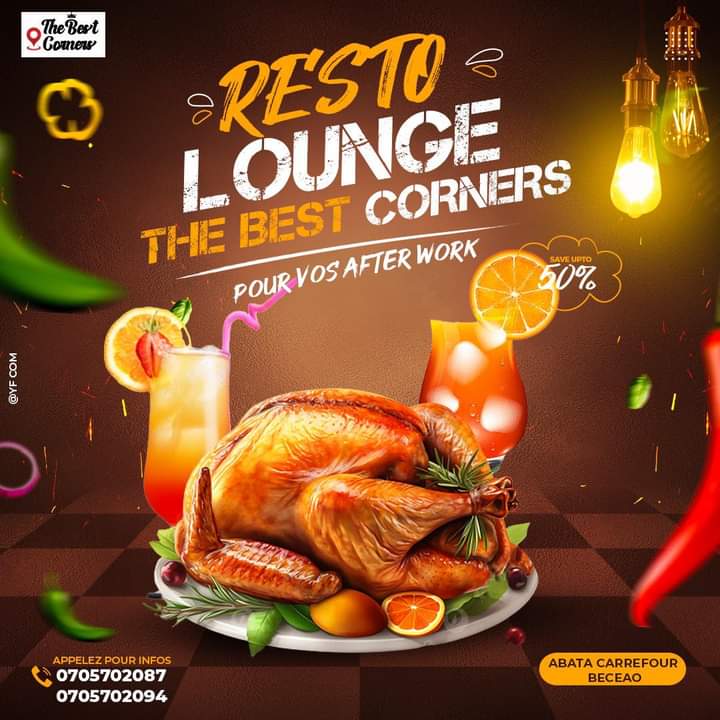 The Best
Corners
RESTO
LOUNGE
THE BEST CORNERS
POUR VOS AFTER WORK
SAVE UPTO
50%
@YF.COM
APPELEZ POUR INFOS
0705702087
0705702094
ABATA CARREFOUR
BECEAO